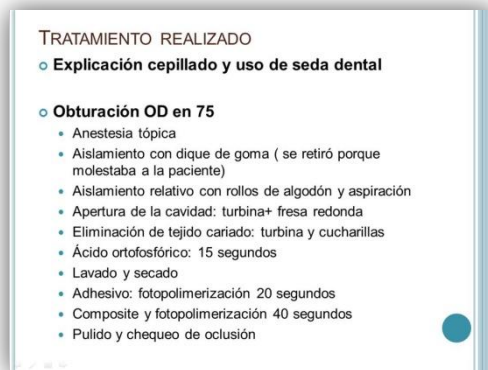 TRATAMIENTO REALIZADO
Explicación cepillado y uso de seda dental
Obturación OD en 75
Anestesia tópica
Aislamiento con dique de goma ( se retiró porque
molestaba a la paciente)
Aislamiento relativo con rollos de algodón y aspiración
Apertura de la cavidad: turbina+ fresa redonda
Eliminación de tejido cariado: turbina y cucharillas
Ácido ortofosfórico: 15 segundos
Lavado y secado
Adhesivo: fotopolimerización 20 segundos
Composite y fotopolimerización 40 segundos
Pulido y chequeo de oclusión